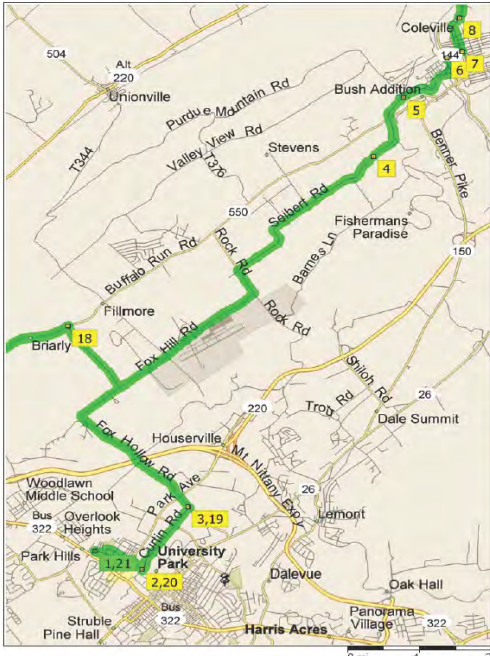 Coleville
8
504
Alt
220
Unionville
144
7
6
Bush Addition
5
Purdue Mountain Rd
Valley View Rd
T344
T376
Stevens
4
Benner Pike
Seibert Rd
550
Fishermans
Paradise
Rock Rd
Barnes Ln
150
Buffalo Run Rd
Fillmore
Rock Rd
18
Briarly
Fox Hill Rd
Shiloh Rd
26
220
Trout Rd
Dale Summit
Fox Hollow Rd
Houserville
Mt Nittany Expy
Park Ave
Woodlawn
Middle School
26
Lemont
Bus
322
Overlook
Heights
3,19
Curtin Rd
Park Hills
1,21
University
Park
2,20
Dalevue
Oak Hall
Struble
Pine Hall
Bus
322
Harris Acres
Panorama
Village
322